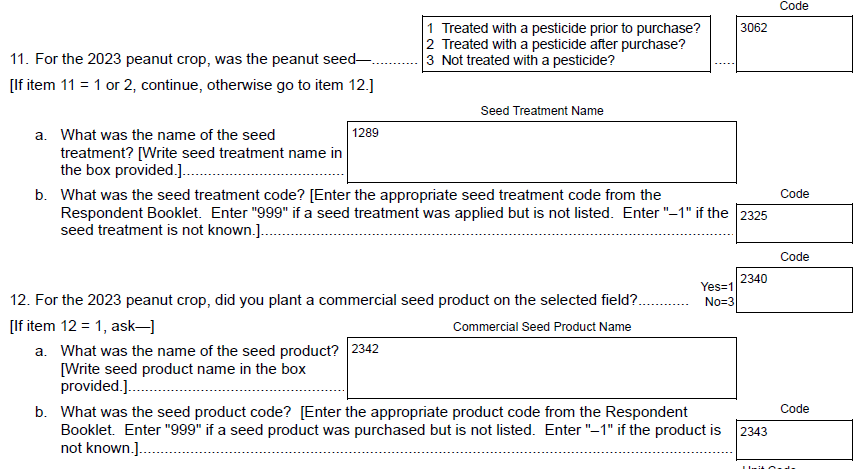 Code
1 Treated with a pesticide prior to purchase?
2 Treated with a pesticide after purchase?
3 Not treated with a pesticide?
3062
11. For the 2023 peanut crop, was the peanut seed—...........
.....
[If item 11 = 1 or 2, continue, otherwise go to item 12.]
Seed Treatment Name
a. What was the name of the seed
treatment? [Write seed treatment name in
the box provided.].......................................
1289
b. What was the seed treatment code? [Enter the appropriate seed treatment code from the
Respondent Booklet. Enter "999" if a seed treatment was applied but is not listed. Enter "–1" if the
seed treatment is not known.]..................................................................................................................
Code
2325
Code
12. For the 2023 peanut crop, did you plant a commercial seed product on the selected field?............
Yes=1
No=3
2340
[If item 12 = 1, ask—]
Commercial Seed Product Name
a. What was the name of the seed product?
[Write seed product name in the box
provided.]....................................................
2342
b. What was the seed product code? [Enter the appropriate product code from the Respondent
Booklet. Enter "999" if a seed product was purchased but is not listed. Enter "–1" if the product is
not known.]...............................................................................................................................................
Code
2343